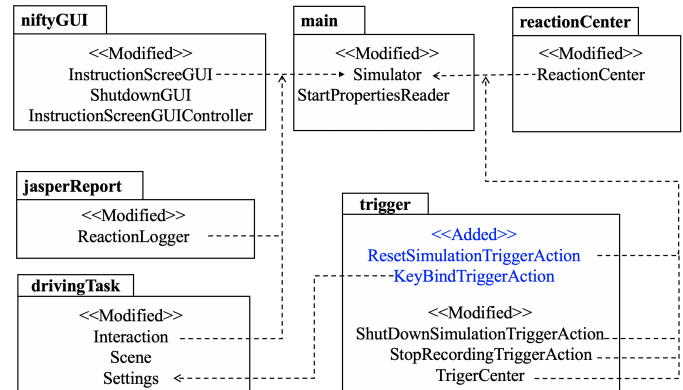 niftyGUI
<<Modified>>
InstructionScreeGUI
ShutdownGUI
InstructionScreenGUIController
main
<<Modified>>
Simulator
StartPropertiesReader
reactionCenter
<<Modified>>
ReactionCenter
jasperReport
<<Modified>>
ReactionLogger
drivingTask
<<Modified>>
Interaction
Scene
Settings
trigger
<<Added>>
ResetSimulationTriggerAction
KeyBindTriggerAction
<<Modified>>
ShutDownSimulationTriggerAction
StopRecordingTriggerAction
TrigerCenter